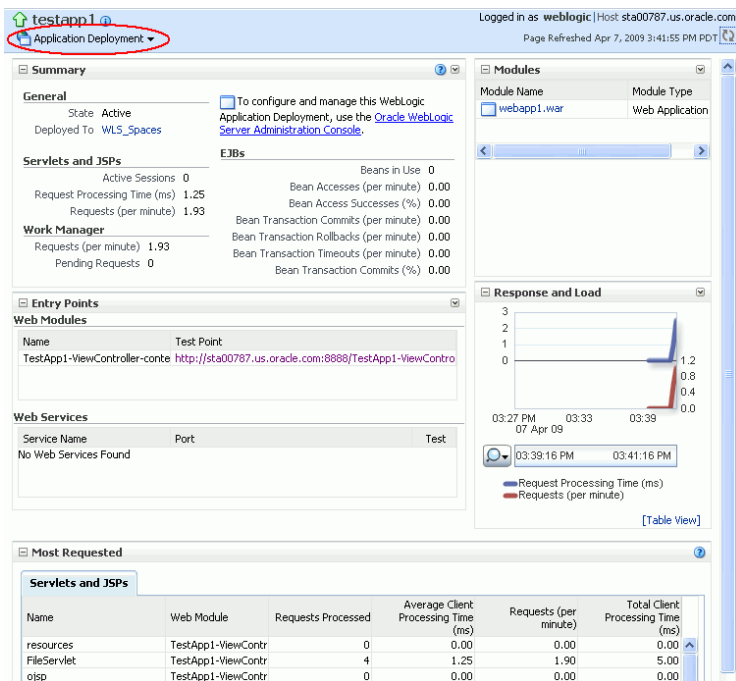 testapp1
Logged in as weblogic|Host sta00787.us.oracle.com
Application Deployment
Page Refreshed Apr 7, 2009 3:41:55 PM PDT
Summary
General
State Active
Deployed To WLS_Spaces
Servlets and JSPs
Active Sessions 0
Request Processing Time (ms) 1.25
Requests (per minute) 1.93
Work Manager
Requests (per minute) 1.93
Pending Requests 0
To configure and manage this WebLogic
Application Deployment, use the Oracle WebLogic
Server Administration Console.
EJBs
Beans in Use 0
Bean Accesses (per minute) 0.00
Bean Access Successes (%) 0.00
Bean Transaction Commits (per minute) 0.00
Bean Transaction Rollbacks (per minute) 0.00
Bean Transaction Timeouts (per minute) 0.00
Bean Transaction Commits (%) 0.00
Modules
Module Name Module Type
webapp1.war Web Application
Entry Points
Web Modules
Name Test Point
TestApp1-ViewController-conte http://sta00787.us.oracle.com:8888/TestApp1-ViewContro
Web Services
Service Name Port Test
No Web Services Found
Response and Load
3
2
1
0
1.2
0.8
0.4
0.0
03:27 PM 03:33 03:39
07 Apr 09
03:39:16 PM 03:41:16 PM
Request Processing Time (ms)
Requests (per minute)
[Table View]
Most Requested
Servlets and JSPs
Name Web Module Requests Processed Average Client Processing Time (ms) Requests (per minute) Total Client Processing Time (ms)
resources TestApp1-ViewContr 0 0.00 0.00 0.00
FileServlet TestApp1-ViewContr 4 1.25 1.90 5.00
ojsp TestApp1-ViewContr 0 0.00 0.00 0.00